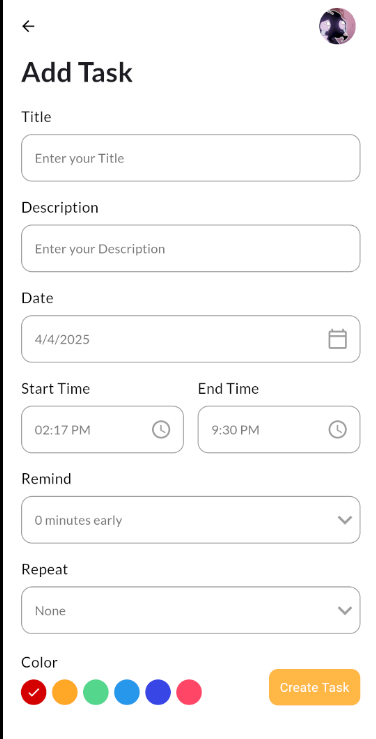 Add Task
Title
Enter your Title
Description
Enter your Description
Date
4/4/2025
Start Time End Time
02:17 PM 9:30 PM
Remind
0 minutes early
Repeat
None
Color
Create Task